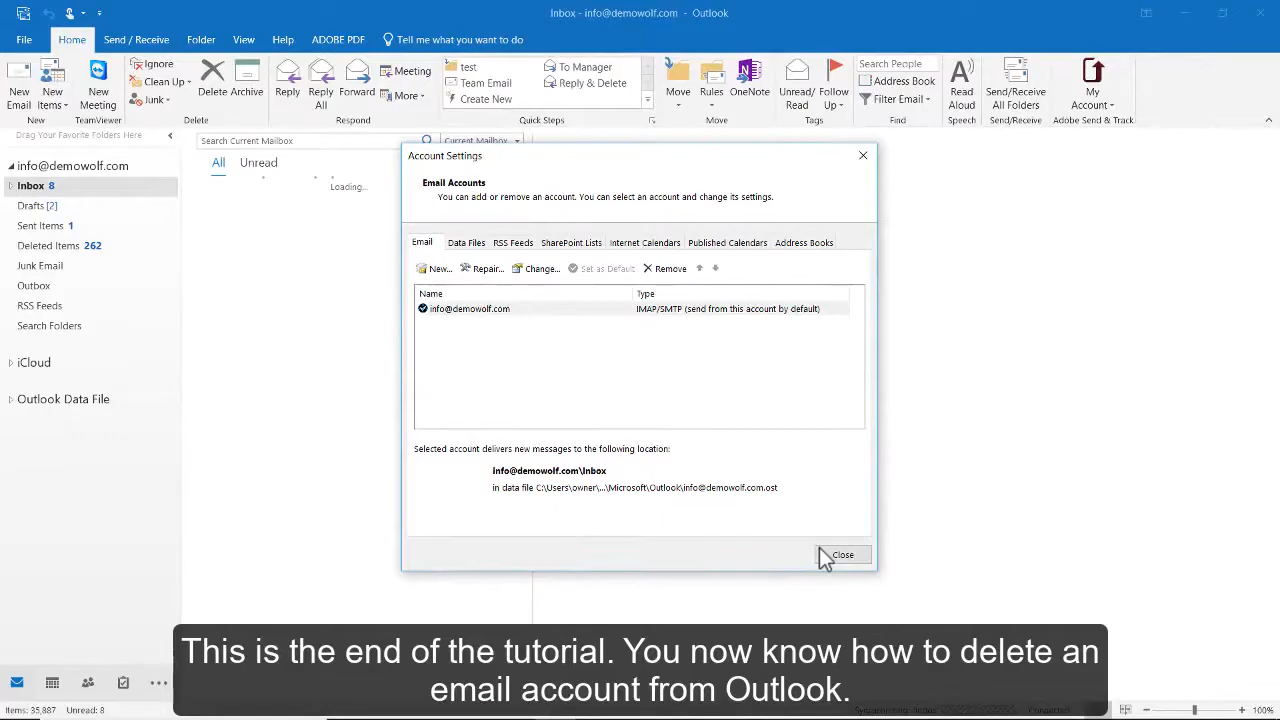 Inbox - info@demowolf.com - Outlook
File Home Send / Receive Folder View Help ADOBE PDF Tell me what you want to do
New Email
New Items
New
New Meeting
TeamViewer
Ignore
Clean Up
Junk
Delete Archive
Delete
Reply Reply All Forward
Meeting
More
Respond
test
Team Email
Create New
To Manager
Reply & Delete
Quick Steps
Move Rules OneNote
Move
Unread/ Read Follow Up
Tags
Search People
Address Book
Filter Email
Find
Read Aloud
Speech
Send/Receive All Folders
Send/Receive
My Account
Adobe Send & Track
Drag Your Favorite Folders Here
info@demowolf.com
Inbox 8
Drafts [2]
Sent Items 1
Deleted Items 262
Junk Email
Outbox
RSS Feeds
Search Folders
iCloud
Outlook Data File
Search Current Mailbox Current Mailbox
All Unread
Loading...
Account Settings
Email Accounts
You can add or remove an account. You can select an account and change its settings.
Email Data Files RSS Feeds SharePoint Lists Internet Calendars Published Calendars Address Books
New... Repair... Change... Set as Default Remove
Name Type
info@demowolf.com IMAP/SMTP (send from this account by default)
Selected account delivers new messages to the following location:
info@demowolf.com\Inbox
in data file C:\Users\owner\...\Microsoft\Outlook\info@demowolf.com.ost
Close
This is the end of the tutorial. You now know how to delete an
email account from Outlook.
Items: 35,887 Unread: 8 100%